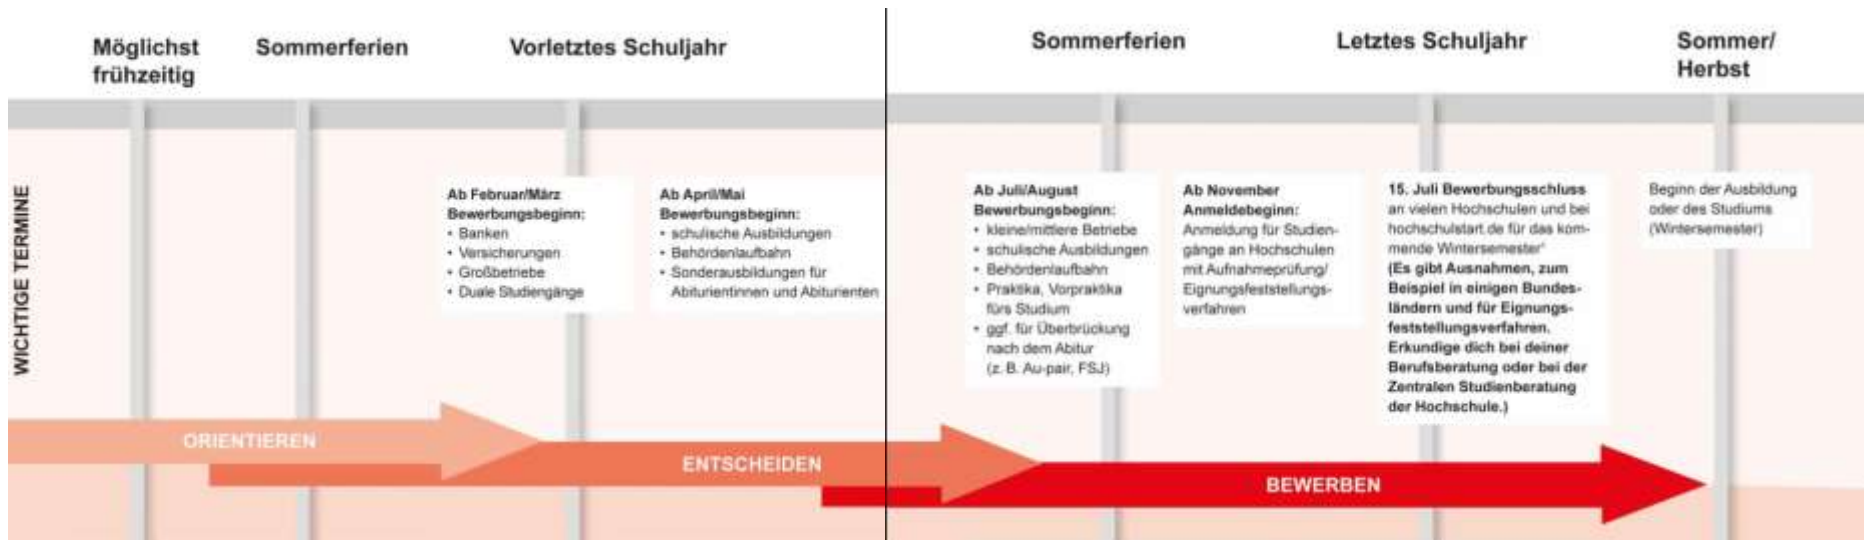 Möglichst
frühzeitig
Sommerferien
Vorletztes Schuljahr
Sommerferien
Letztes Schuljahr
Sommer/
Herbst
WICHTIGE TERMINE
Ab Februar/März
Bewerbungsbeginn:
• Banken
• Versicherungen
• Großbetriebe
• Duale Studiengänge
Ab April/Mai
Bewerbungsbeginn:
• schulische Ausbildungen
• Behördenlaufbahn
• Sonderausbildungen für
Abiturientinnen und Abiturienten
Ab Juli/August
Bewerbungsbeginn:
• kleine/mittlere Betriebe
• schulische Ausbildungen
• Behördenlaufbahn
• Praktika, Vorpraktika
fürs Studium
• ggf. für Überbrückung
nach dem Abitur
(z. B. Au-pair, FSJ)
Ab November
Anmeldebeginn:
Anmeldung für Studien-
gänge an Hochschulen
mit Aufnahmeprüfung/
Eignungsfeststellungs-
verfahren
15. Juli Bewerbungsschluss
an vielen Hochschulen und bei
hochschulstart.de für das kom-
mende Wintersemester*
(Es gibt Ausnahmen, zum
Beispiel in einigen Bundes-
ländern und für Eignungs-
feststellungsverfahren.
Erkundige dich bei deiner
Berufsberatung oder bei der
Zentralen Studienberatung
der Hochschule.)
Beginn der Ausbildung
oder des Studiums
(Wintersemester)
ORIENTIEREN
ENTSCHEIDEN
BEWERBEN